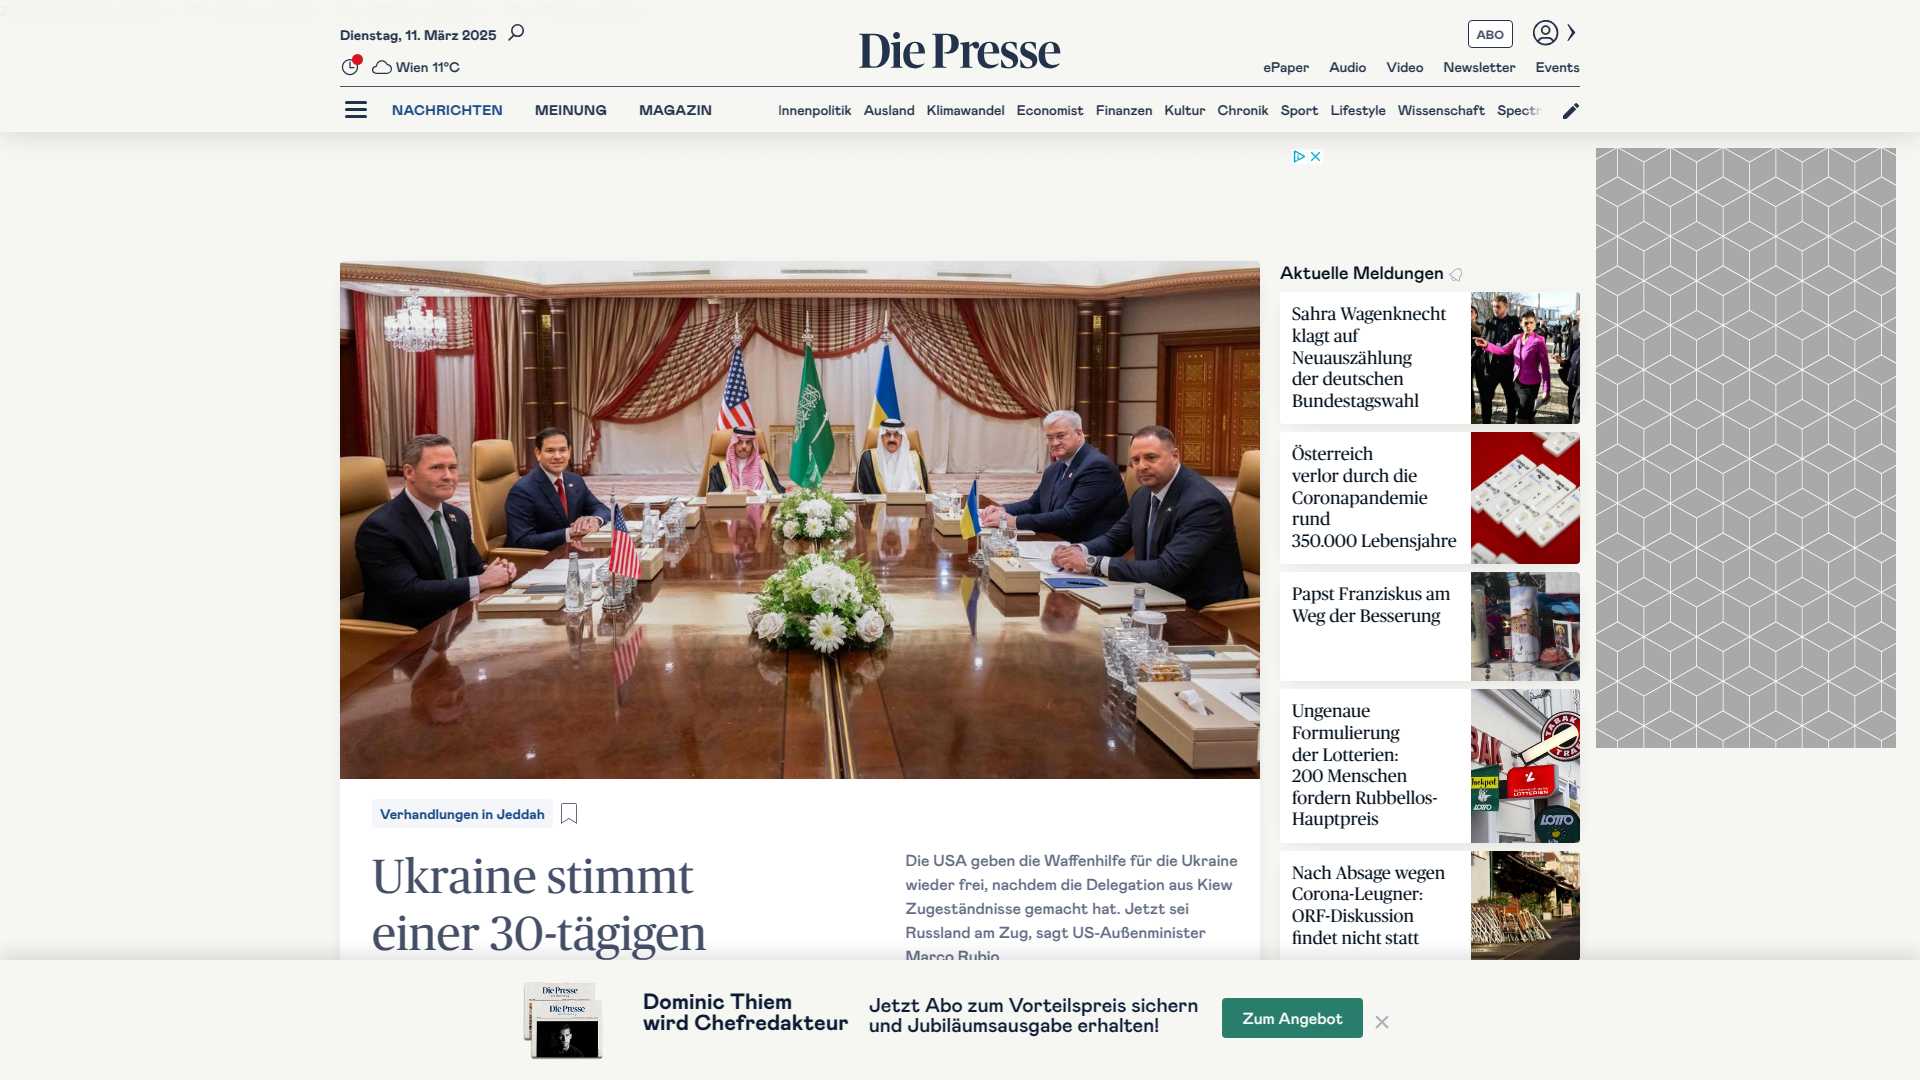 Dienstag, 11. März 2025
Die Presse
ABO
Wien 11°C
ePaper Audio Video Newsletter Events
NACHRICHTEN MEINUNG MAGAZIN
Innenpolitik Ausland Klimawandel Economist Finanzen Kultur Chronik Sport Lifestyle Wissenschaft Spectr
Verhandlungen in Jeddah
Ukraine stimmt
einer 30-tägigen
Die USA geben die Waffenhilfe für die Ukraine
wieder frei, nachdem die Delegation aus Kiew
Zugeständnisse gemacht hat. Jetzt sei
Russland am Zug, sagt US-Außenminister
Marco Rubio.
Aktuelle Meldungen
Sahra Wagenknecht
klagt auf
Neuauszählung
der deutschen
Bundestagswahl
Österreich
verlor durch die
Coronapandemie
rund
350.000 Lebensjahre
Papst Franziskus am
Weg der Besserung
Ungenaue
Formulierung
der Lotterien:
200 Menschen
fordern Rubbellos-
Hauptpreis
TABAK
LOTTERIEN
LOTTO
LOTTO
Nach Absage wegen
Corona-Leugner:
ORF-Diskussion
findet nicht statt
Die Presse
Die Presse
Dominic Thiem
wird Chefredakteur
Jetzt Abo zum Vorteilspreis sichern
und Jubiläumsausgabe erhalten!
Zum Angebot